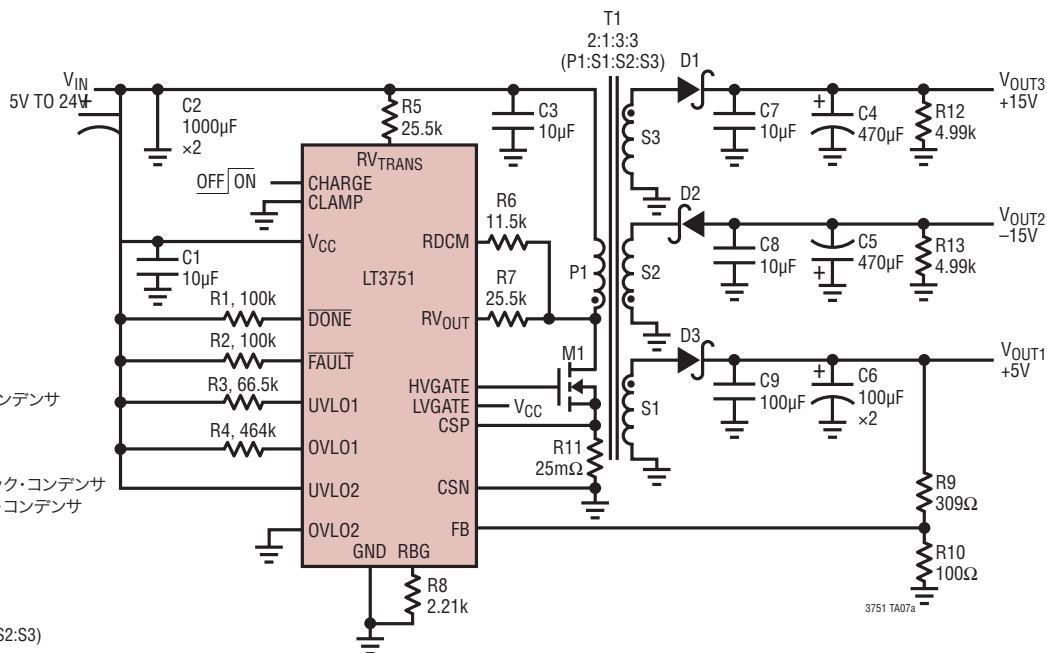 T1
2:1:3:3
(P1:S1:S2:S3)
D1
VIN
5V TO 24V
+
C2
1000µF
×2
R5
25.5k
C3
10µF
S3
C7
10µF
+
C4
470µF
R12
4.99k
VOUT3
+15V
RVTRANS
OFF ON
CHARGE
CLAMP
VCC
C1
10µF
LT3751
RDCM
R6
11.5k
R7
25.5k
RVOUT
P1
D2
S2
C8
10µF
C5
470µF
+
R13
4.99k
VOUT2
–15V
R1, 100k
DONE
R2, 100k
FAULT
R3, 66.5k
UVLO1
R4, 464k
OVLO1
UVLO2
OVLO2
GND
RBG
HVGATE
LVGATE
VCC
CSP
CSN
FB
M1
R11
25mΩ
D3
S1
C9
100µF
+
C6
100µF
×2
VOUT1
+5V
R9
309Ω
R10
100Ω
R8
2.21k
3751 TA07a
ンデンサ
ック・コンデンサ
・コンデンサ
S2:S3)